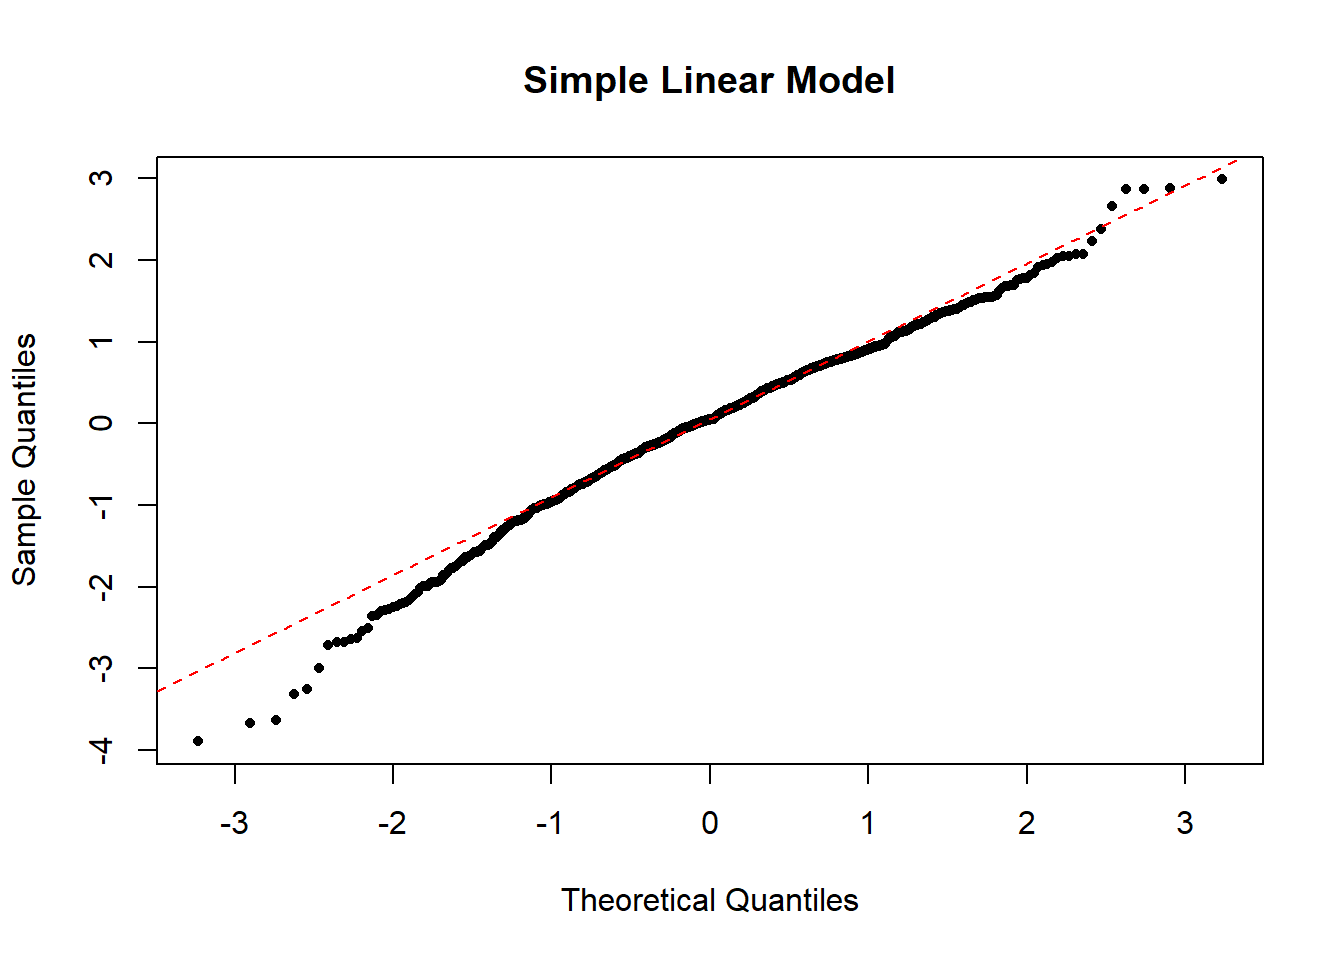 Simple Linear Model
3
2
1
0
-1
-2
-3
-4
Sample Quantiles
-3 -2 -1 0 1 2 3
Theoretical Quantiles